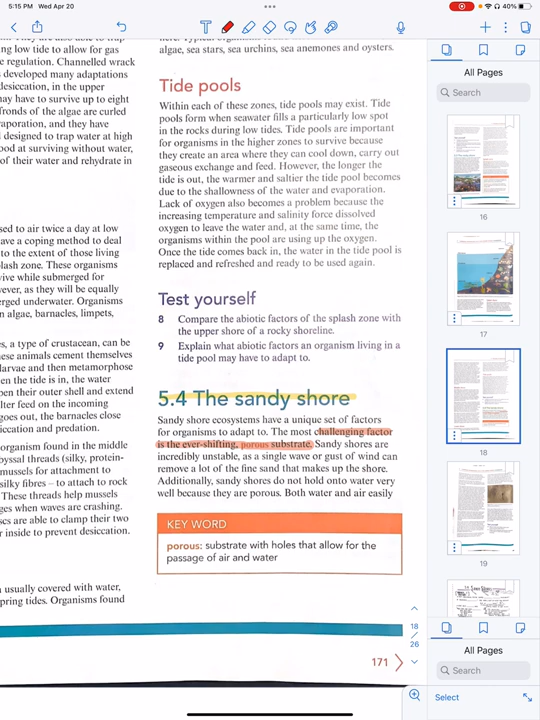 5:15 PM Wed Apr 20
40%
ng low tide to allow for gas
e regulation. Channelled wrack
s developed many adaptations
desiccation, in the upper
may have to survive up to eight
fronds of the algae are curled
vaporation, and they have
designed to trap water at high
ood at surviving without water,
of their water and rehydrate in
sed to air twice a day at low
ave a coping method to deal
to the extent of those living
lash zone. These organisms
vive while submerged for
wever, as they will be equally
erged underwater. Organisms
n algae, barnacles, limpets,
s, a type of crustacean, can be
ese animals cement themselves
larvae and then metamorphose
en the tide is in, the water
pen their outer shell and extend
lter feed on the incoming
goes out, the barnacles close
iccation and predation.
organism found in the middle
byssal threads (silky, protein-
mussels for attachment to
silky fibres – to attach to rock
These threads help mussels
ges when waves are crashing.
scs are able to clamp their two
r inside to prevent desiccation.
usually covered with water,
pring tides. Organisms found
algae, sea stars, sea urchins, sea anemones and oysters.
Tide pools
Within each of these zones, tide pools may exist. Tide
pools form when seawater fills a particularly low spot
in the rocks during low tides. Tide pools are important
for organisms in the higher zones to survive because
they create an area where they can cool down, carry out
gaseous exchange and feed. However, the longer the
tide is out, the warmer and saltier the tide pool becomes
due to the shallowness of the water and evaporation.
Lack of oxygen also becomes a problem because the
increasing temperature and salinity force dissolved
oxygen to leave the water and, at the same time, the
organisms within the pool are using up the oxygen.
Once the tide comes back in, the water in the tide pool is
replaced and refreshed and ready to be used again.
Test yourself
8 Compare the abiotic factors of the splash zone with
the upper shore of a rocky shoreline.
9 Explain what abiotic factors an organism living in a
tide pool may have to adapt to.
5.4 The sandy shore
Sandy shore ecosystems have a unique set of factors
for organisms to adapt to. The most challenging factor
is the ever-shifting, porous substrate. Sandy shores are
incredibly unstable, as a single wave or gust of wind can
remove a lot of the fine sand that makes up the shore.
Additionally, sandy shores do not hold onto water very
well because they are porous. Both water and air easily
KEY WORD
porous: substrate with holes that allow for the
passage of air and water
171
18
/
26
All Pages
Search
16
17
18
19
All Pages
Search
Select